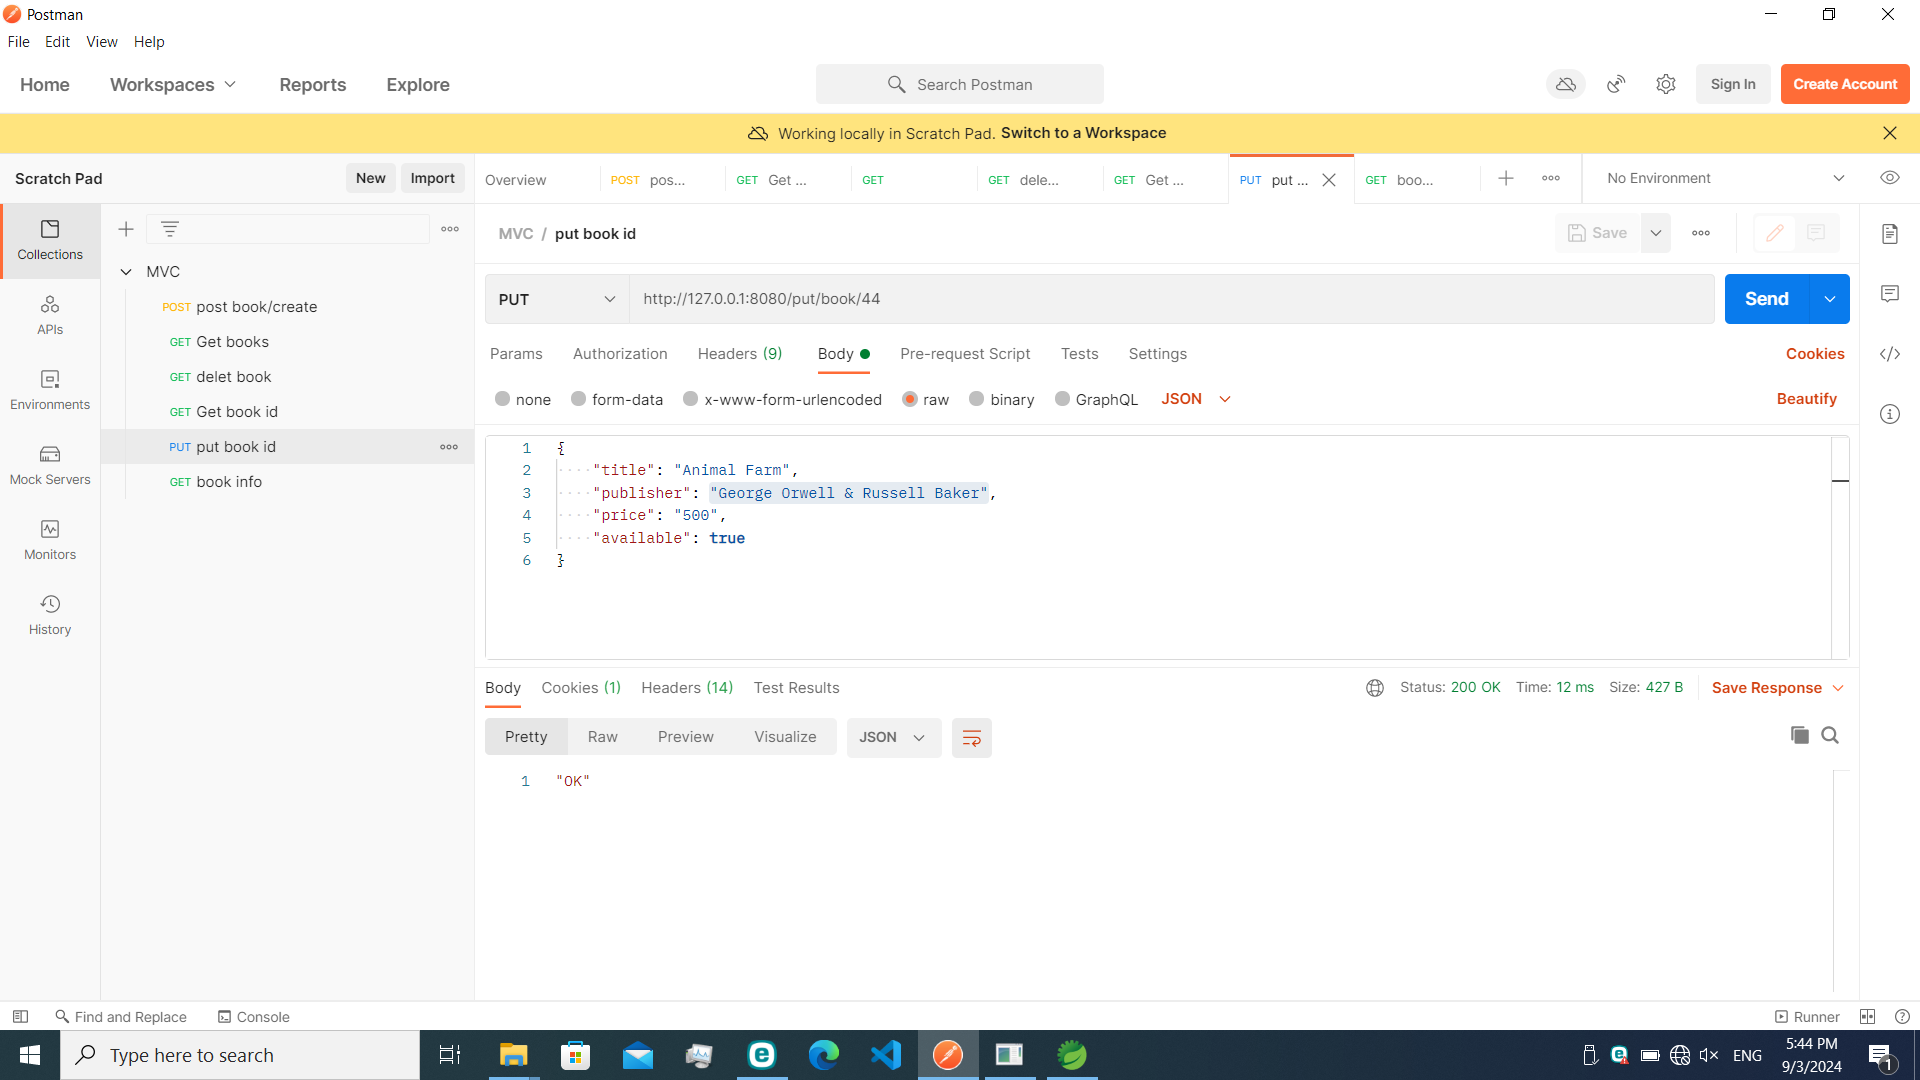 Postman
File Edit View Help
Home Workspaces Reports Explore Search Postman Sign In Create Account
Working locally in Scratch Pad. Switch to a Workspace
Scratch Pad New Import Overview POST pos... GET Get ... GET GET dele... GET Get ... PUT put ... GET boo... No Environment
MVC / put book id Save
Collections
APIs
Environments
Mock Servers
Monitors
History
MVC
POST post book/create
GET Get books
GET delet book
GET Get book id
PUT put book id
GET book info
PUT http://127.0.0.1:8080/put/book/44 Send
Params Authorization Headers (9) Body Pre-request Script Tests Settings Cookies
none form-data x-www-form-urlencoded raw binary GraphQL JSON Beautify
1 {
2 "title": "Animal Farm",
3 "publisher": "George Orwell & Russell Baker",
4 "price": "500",
5 "available": true
6 }
Body Cookies (1) Headers (14) Test Results Status: 200 OK Time: 12 ms Size: 427 B Save Response
Pretty Raw Preview Visualize JSON
1 "OK"
Find and Replace Console Runner
Type here to search ENG 5:44 PM
9/3/2024 1